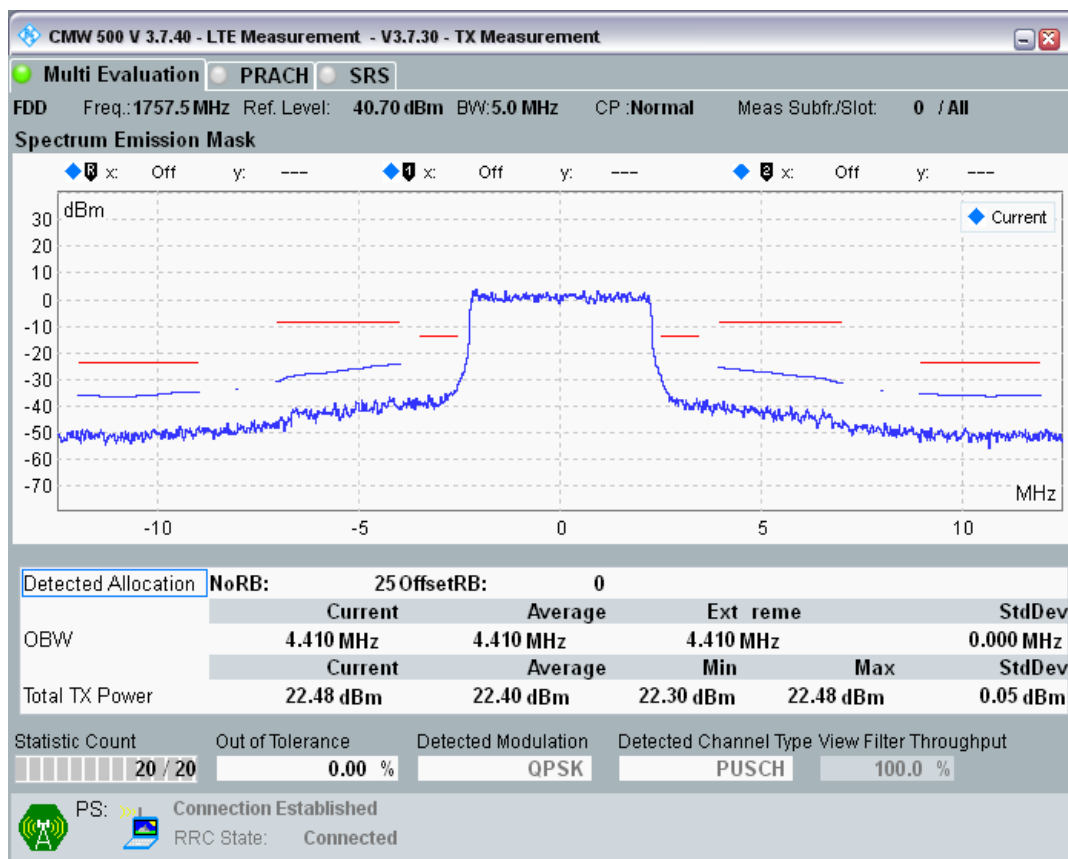 CMW 500 V 3.7.40 - LTE Measurement - V3.7.30 - TX Measurement
Multi Evaluation PRACH SRS
FDD Freq.: 1757.5 MHz Ref. Level: 40.70 dBm BW: 5.0 MHz CP :Normal Meas Subfr./Slot: 0 / All
Spectrum Emission Mask
R x: Off y: --- 1 x: Off y: --- 2 x: Off y: ---
dBm
Current
30
20
10
0
-10
-20
-30
-40
-50
-60
-70
MHz
-10 -5 0 5 10
Detected Allocation NoRB: 25 OffsetRB: 0
Current Average Ext reme StdDev
OBW 4.410 MHz 4.410 MHz 4.410 MHz 0.000 MHz
Current Average Min Max StdDev
Total TX Power 22.48 dBm 22.40 dBm 22.30 dBm 22.48 dBm 0.05 dBm
Statistic Count Out of Tolerance Detected Modulation Detected Channel Type View Filter Throughput
20 / 20 0.00 % QPSK PUSCH 100.0 %
PS: Connection Established
RRC State: Connected